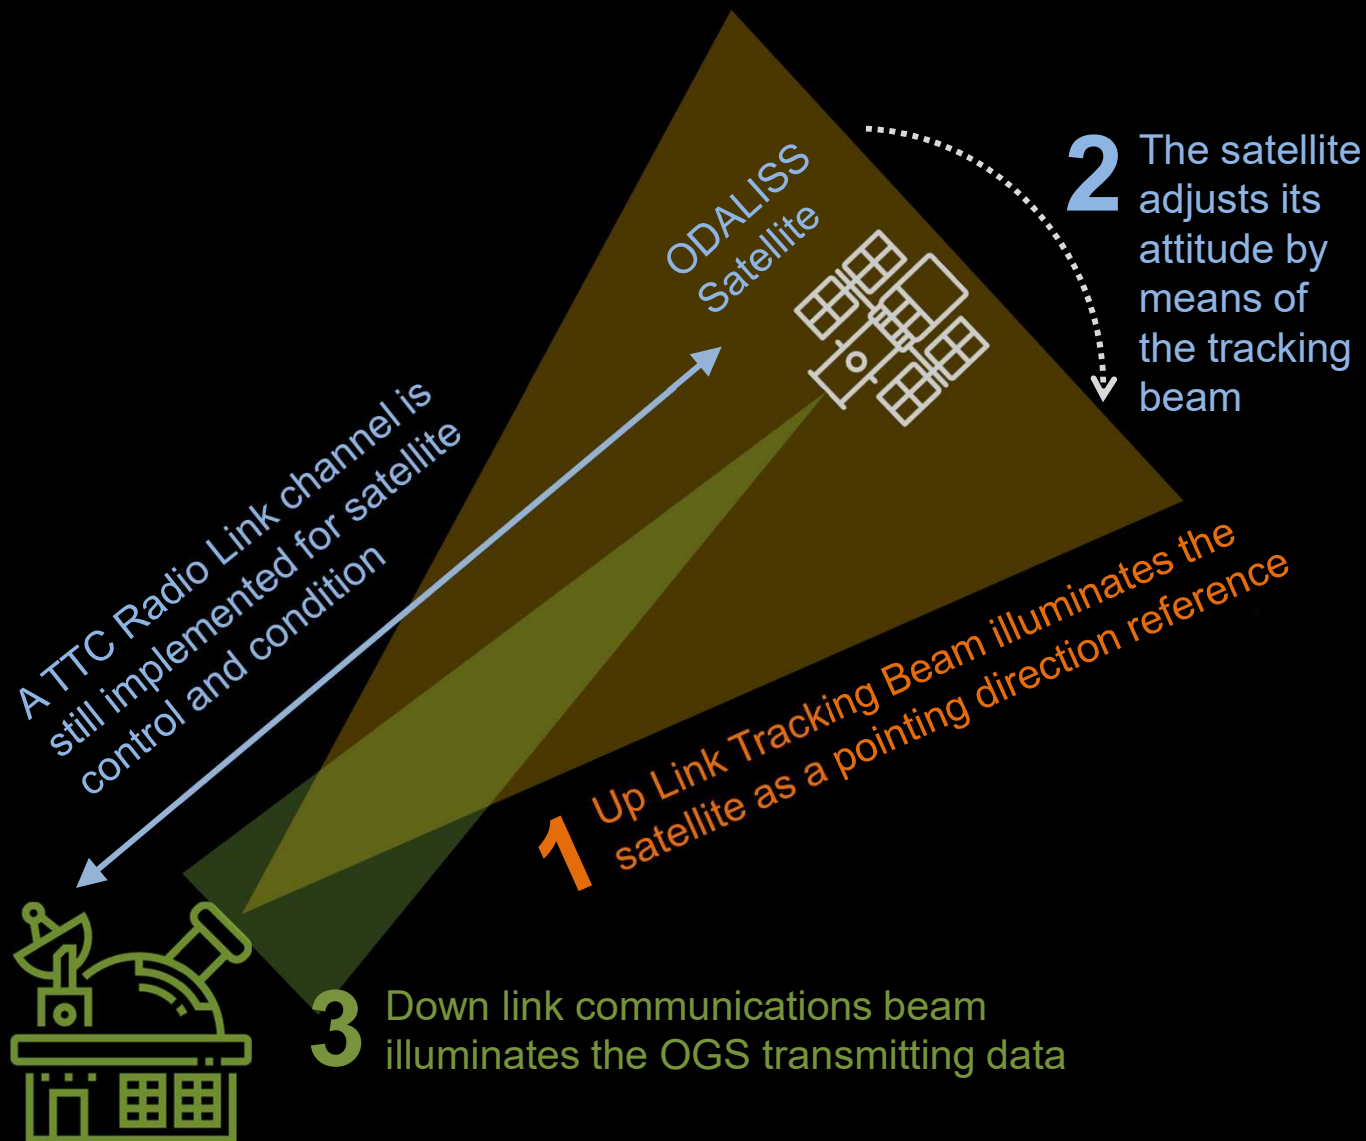 ODALISS
Satellite
2
The satellite
adjusts its
attitude by
means of
the tracking
beam
A TTC Radio Link channel is
still implemented for satellite
control and condition
1
Up Link Tracking Beam illuminates the
satellite as a pointing direction reference
3
Down link communications beam
illuminates the OGS transmitting data